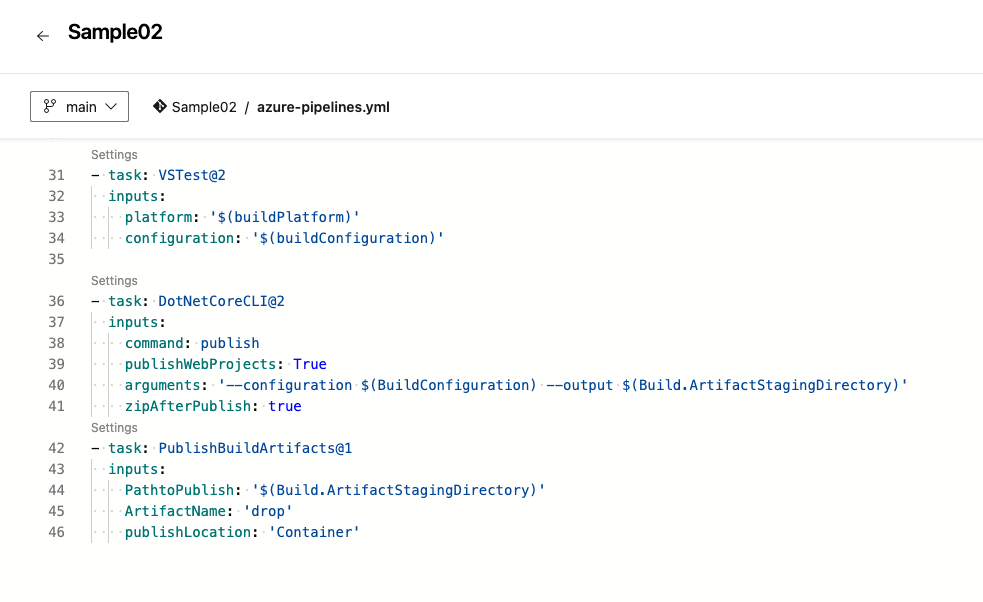 Sample02
main Sample02 / azure-pipelines.yml
Settings
31 - task: VSTest@2
32 inputs:
33 platform: '$(buildPlatform)'
34 configuration: '$(buildConfiguration)'
35
Settings
36 - task: DotNetCoreCLI@2
37 inputs:
38 command: publish
39 publishWebProjects: True
40 arguments: '--configuration $(BuildConfiguration) --output $(Build.ArtifactStagingDirectory)'
41 zipAfterPublish: true
Settings
42 - task: PublishBuildArtifacts@1
43 inputs:
44 PathtoPublish: '$(Build.ArtifactStagingDirectory)'
45 ArtifactName: 'drop'
46 publishLocation: 'Container'